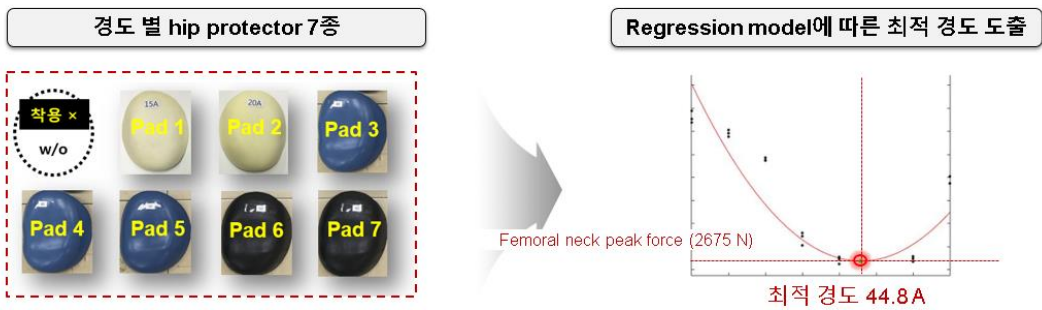 경도 별 hip protector 7종
Regression model에 따른 최적 경도 도출
착용 ×
w/o
15A
Pad 1
20A
Pad 2
Pad 3
Pad 4
Pad 5
Pad 6
Pad 7
Femoral neck peak force (2675 N)
최적 경도 44.8A